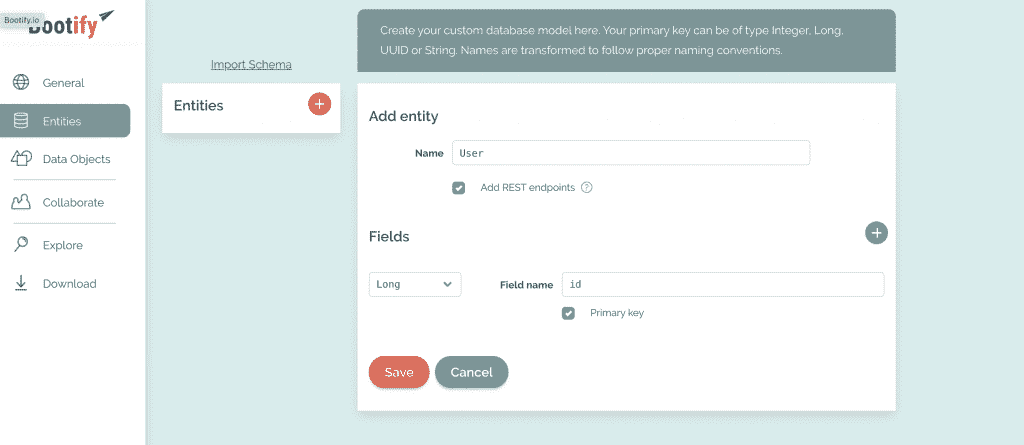 Bootify.io
Bootify
General
Entities
Data Objects
Collaborate
Explore
Download
Import Schema
Entities
Create your custom database model here. Your primary key can be of type Integer, Long,
UUID or String. Names are transformed to follow proper naming conventions.
Add entity
Name User
Add REST endpoints ?
Fields
Long Field name id
Primary key
Save Cancel